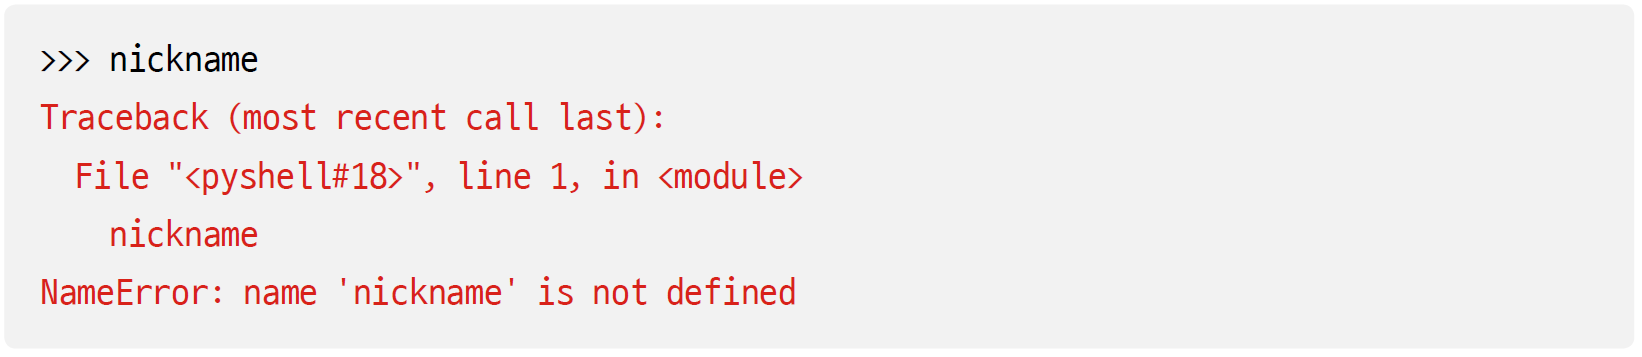 >>> nickname
Traceback (most recent call last):
  File "<pyshell#18>", line 1, in <module>
    nickname
NameError: name 'nickname' is not defined